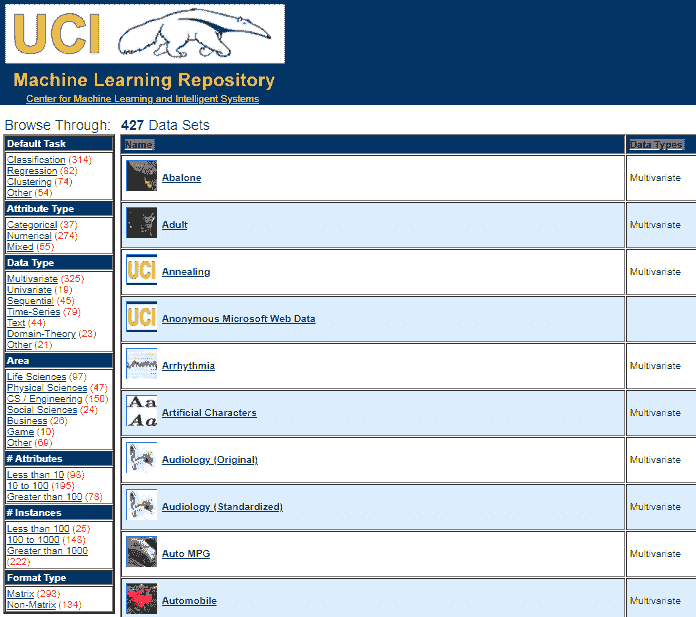 UCI
Machine Learning Repository
Center for Machine Learning and Intelligent Systems
Browse Through:
Default Task
Classification (314)
Regression (82)
Clustering (74)
Other (54)
Attribute Type
Categorical (37)
Numerical (274)
Mixed (55)
Data Type
Multivariate (325)
Univariate (19)
Sequential (45)
Time-Series (79)
Text (44)
Domain-Theory (23)
Other (21)
Area
Life Sciences (97)
Physical Sciences (47)
CS / Engineering (150)
Social Sciences (24)
Business (26)
Game (10)
Other (69)
# Attributes
Less than 10 (98)
10 to 100 (195)
Greater than 100 (78)
# Instances
Less than 100 (25)
100 to 1000 (143)
Greater than 1000
(222)
Format Type
Matrix (293)
Non-Matrix (134)
427 Data Sets
Name Data Types
Abalone Multivariate
Adult Multivariate
UCI Annealing Multivariate
UCI Anonymous Microsoft Web Data
Arrhythmia Multivariate
Aa
Aa
Artificial Characters Multivariate
Audiology (Original) Multivariate
Audiology (Standardized) Multivariate
Auto MPG Multivariate
Automobile Multivariate